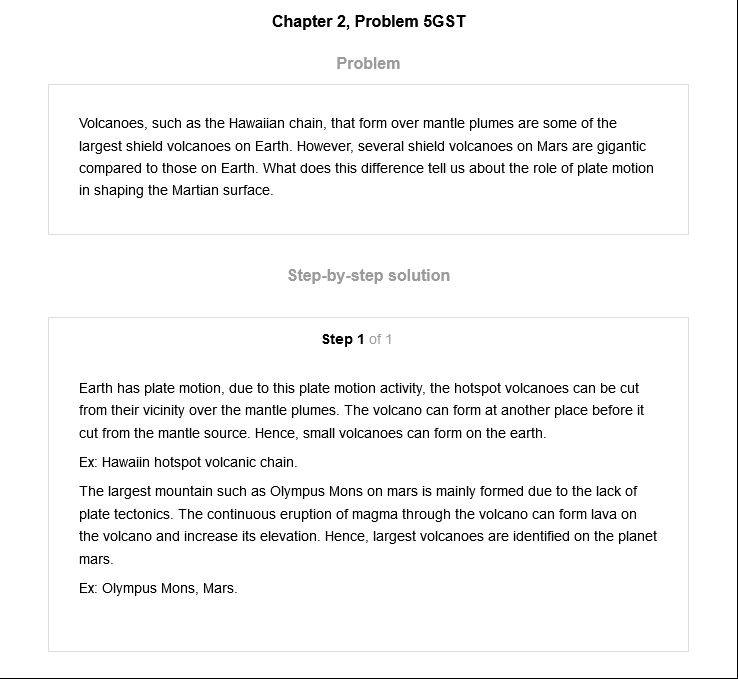 Chapter 2, Problem 5GST
Problem
Volcanoes, such as the Hawaiian chain, that form over mantle plumes are some of the
largest shield volcanoes on Earth. However, several shield volcanoes on Mars are gigantic
compared to those on Earth. What does this difference tell us about the role of plate motion
in shaping the Martian surface.
Step-by-step solution
Step 1 of 1
Earth has plate motion, due to this plate motion activity, the hotspot volcanoes can be cut
from their vicinity over the mantle plumes. The volcano can form at another place before it
cut from the mantle source. Hence, small volcanoes can form on the earth.
Ex: Hawaiin hotspot volcanic chain.
The largest mountain such as Olympus Mons on mars is mainly formed due to the lack of
plate tectonics. The continuous eruption of magma through the volcano can form lava on
the volcano and increase its elevation. Hence, largest volcanoes are identified on the planet
mars.
Ex: Olympus Mons, Mars.